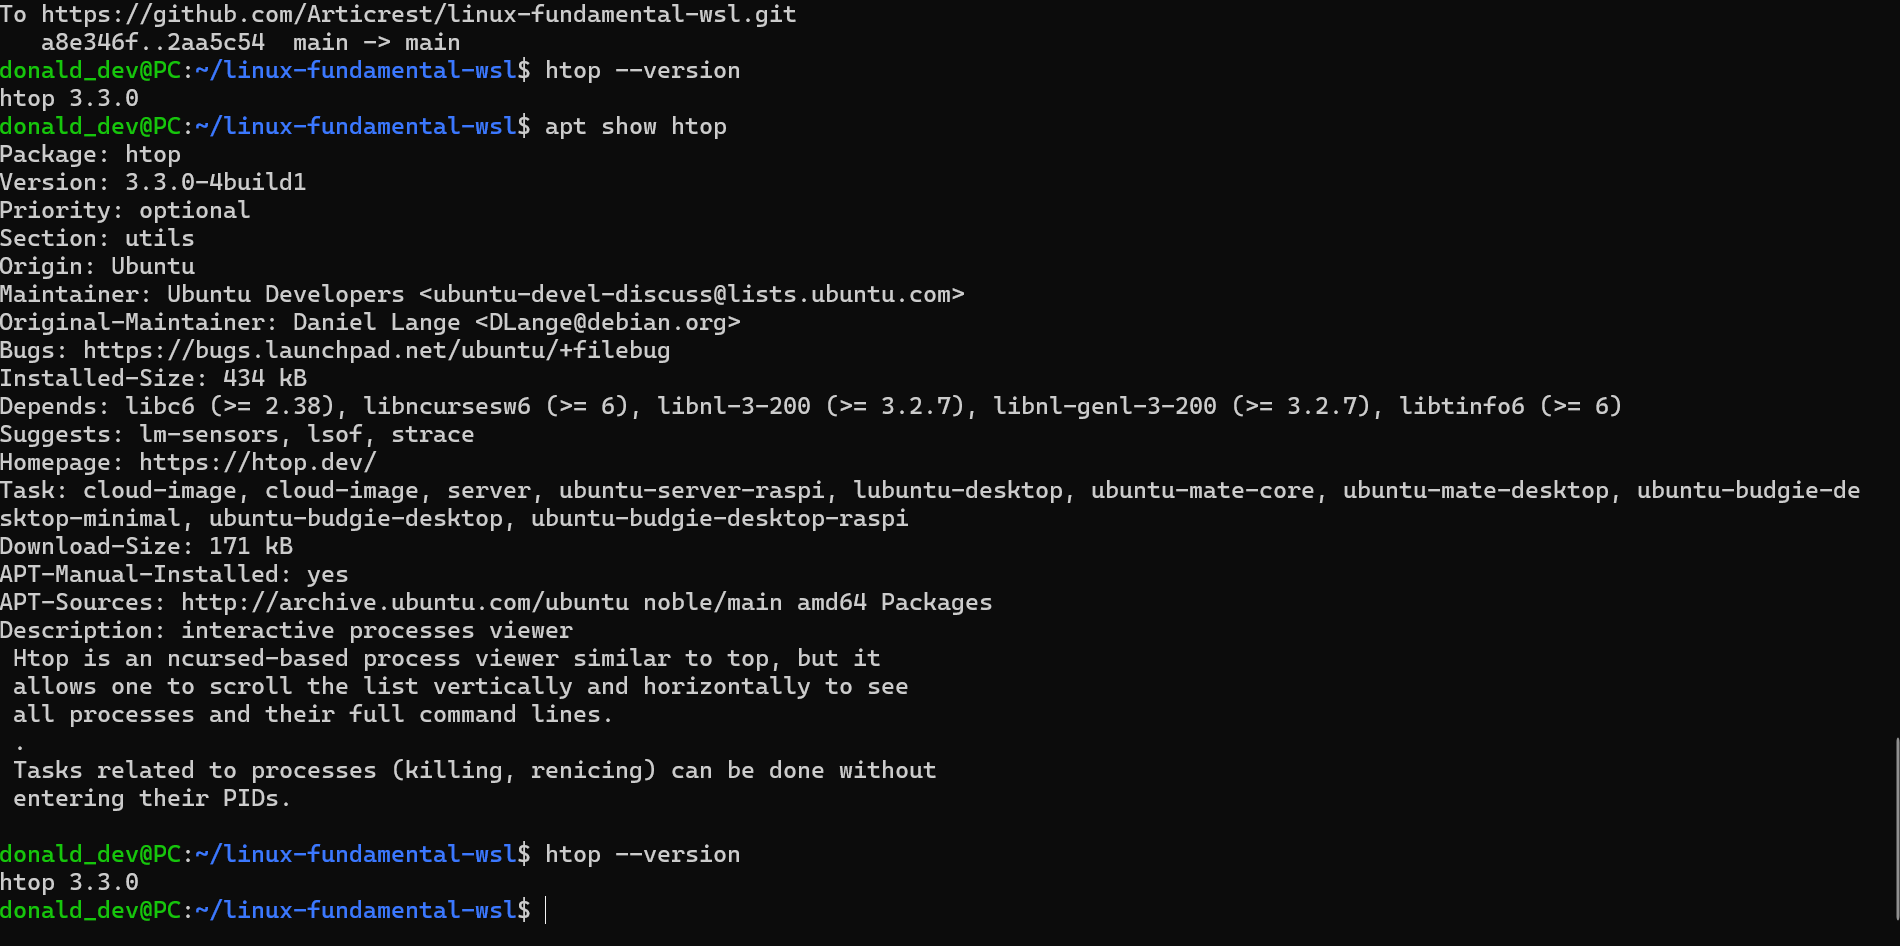 To https://github.com/Articrest/linux-fundamental-wsl.git
   a8e346f..2aa5c54  main -> main
donald_dev@PC:~/linux-fundamental-wsl$ htop --version
htop 3.3.0
donald_dev@PC:~/linux-fundamental-wsl$ apt show htop
Package: htop
Version: 3.3.0-4build1
Priority: optional
Section: utils
Origin: Ubuntu
Maintainer: Ubuntu Developers <ubuntu-devel-discuss@lists.ubuntu.com>
Original-Maintainer: Daniel Lange <DLange@debian.org>
Bugs: https://bugs.launchpad.net/ubuntu/+filebug
Installed-Size: 434 kB
Depends: libc6 (>= 2.38), libncursesw6 (>= 6), libnl-3-200 (>= 3.2.7), libnl-genl-3-200 (>= 3.2.7), libtinfo6 (>= 6)
Suggests: lm-sensors, lsof, strace
Homepage: https://htop.dev/
Task: cloud-image, cloud-image, server, ubuntu-server-raspi, lubuntu-desktop, ubuntu-mate-core, ubuntu-mate-desktop, ubuntu-budgie-de
sktop-minimal, ubuntu-budgie-desktop, ubuntu-budgie-desktop-raspi
Download-Size: 171 kB
APT-Manual-Installed: yes
APT-Sources: http://archive.ubuntu.com/ubuntu noble/main amd64 Packages
Description: interactive processes viewer
 Htop is an ncursed-based process viewer similar to top, but it
 allows one to scroll the list vertically and horizontally to see
 all processes and their full command lines.
 .
 Tasks related to processes (killing, renicing) can be done without
 entering their PIDs.

donald_dev@PC:~/linux-fundamental-wsl$ htop --version
htop 3.3.0
donald_dev@PC:~/linux-fundamental-wsl$